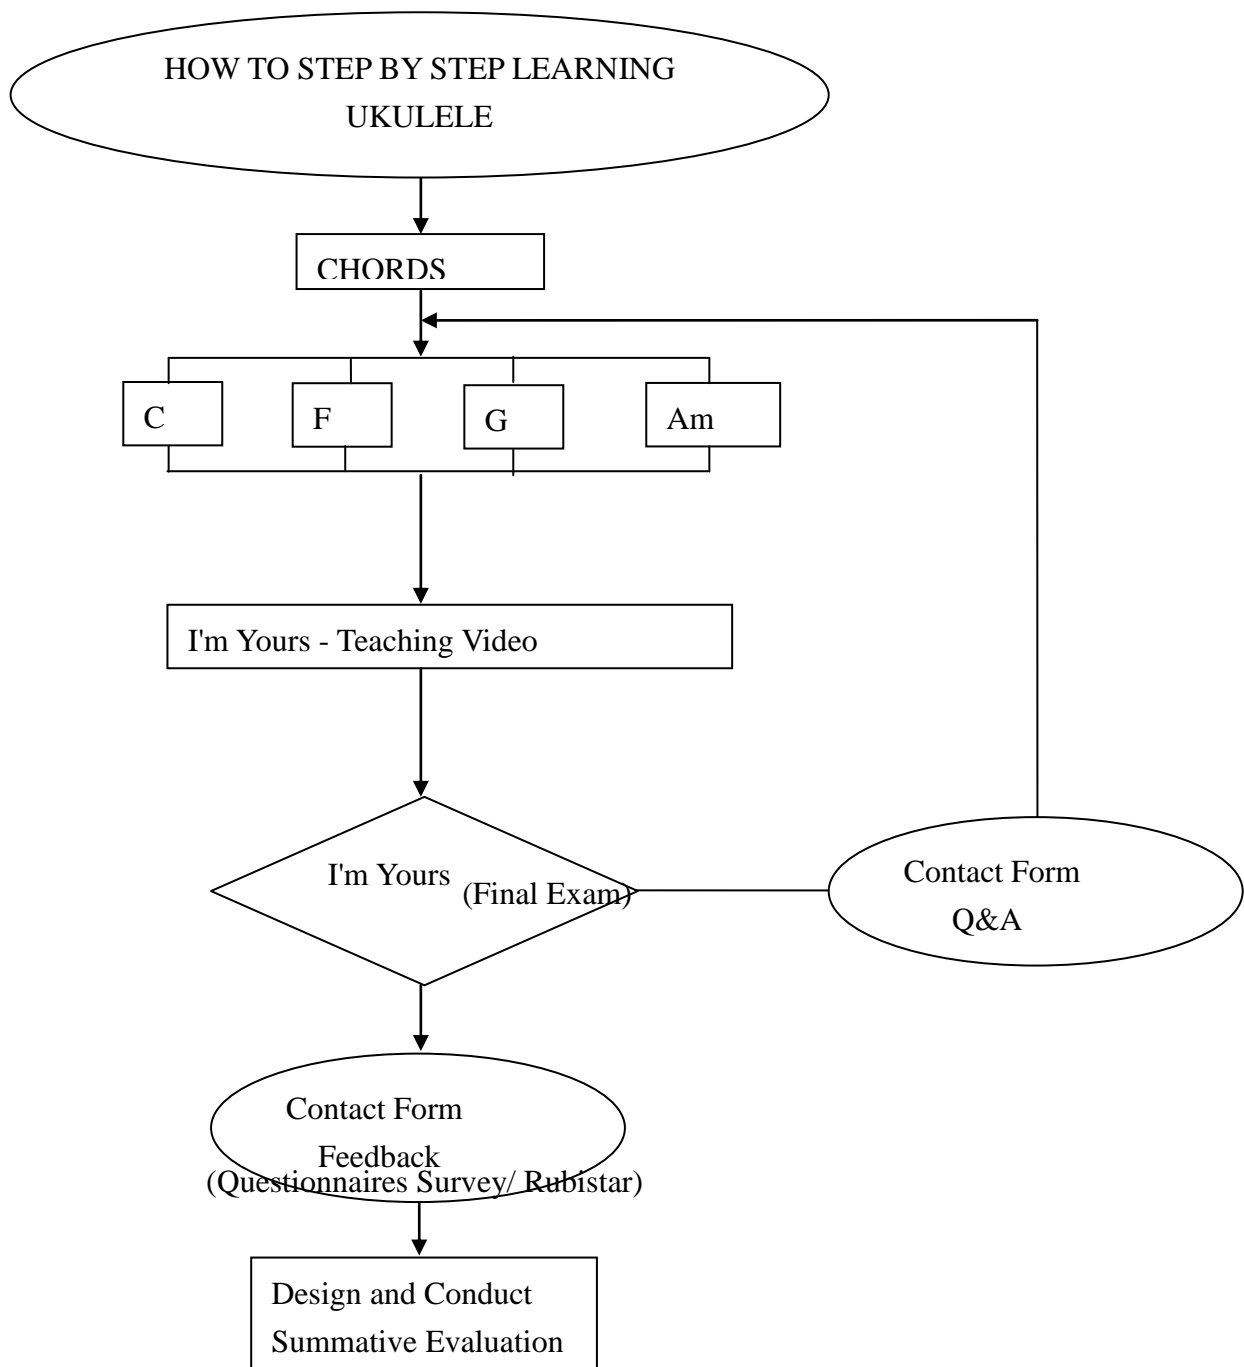 HOW TO STEP BY STEP LEARNING
UKULELE
CHORDS
C
F
G
Am
I'm Yours - Teaching Video
I'm Yours
(Final Exam)
Contact Form
Q&A
Contact Form
Feedback
(Questionnaires Survey/ Rubistar)
Design and Conduct
Summative Evaluation